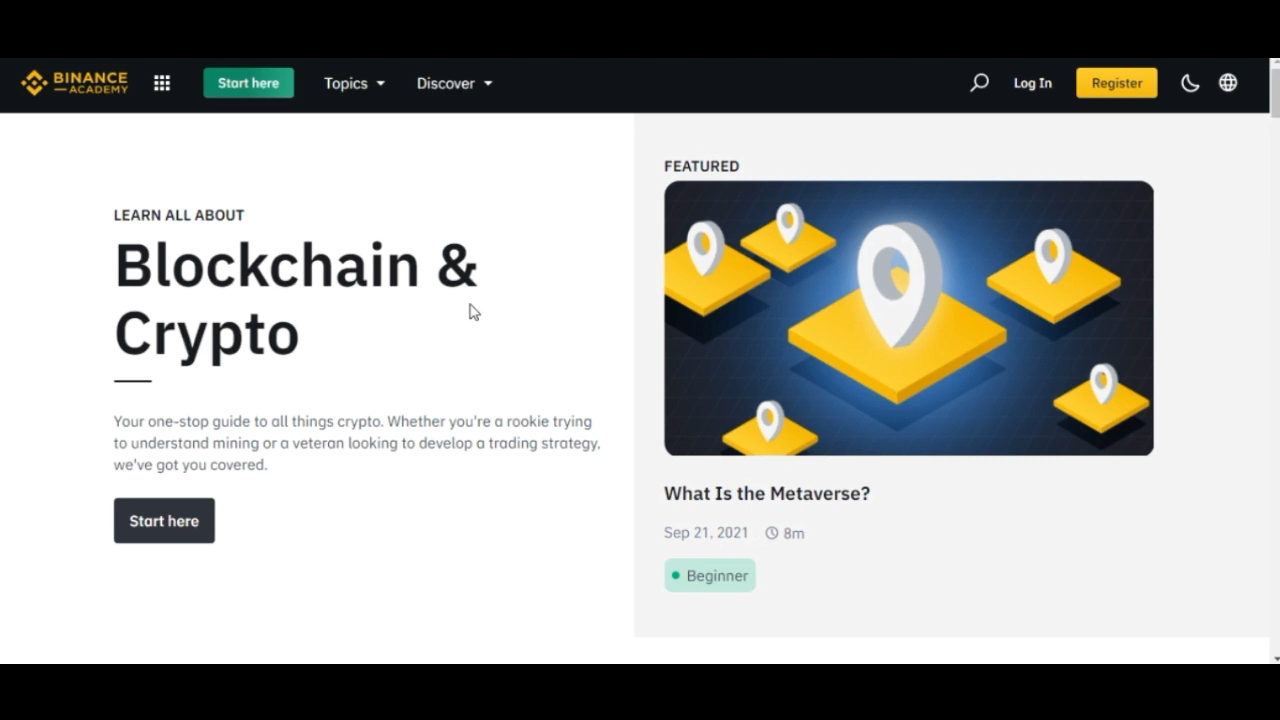 BINANCE
ACADEMY
Start here
Topics
Discover
Log In
Register
LEARN ALL ABOUT
Blockchain &
Crypto
Your one-stop guide to all things crypto. Whether you're a rookie trying
to understand mining or a veteran looking to develop a trading strategy,
we've got you covered.
Start here
FEATURED
What Is the Metaverse?
Sep 21, 2021 8m
Beginner